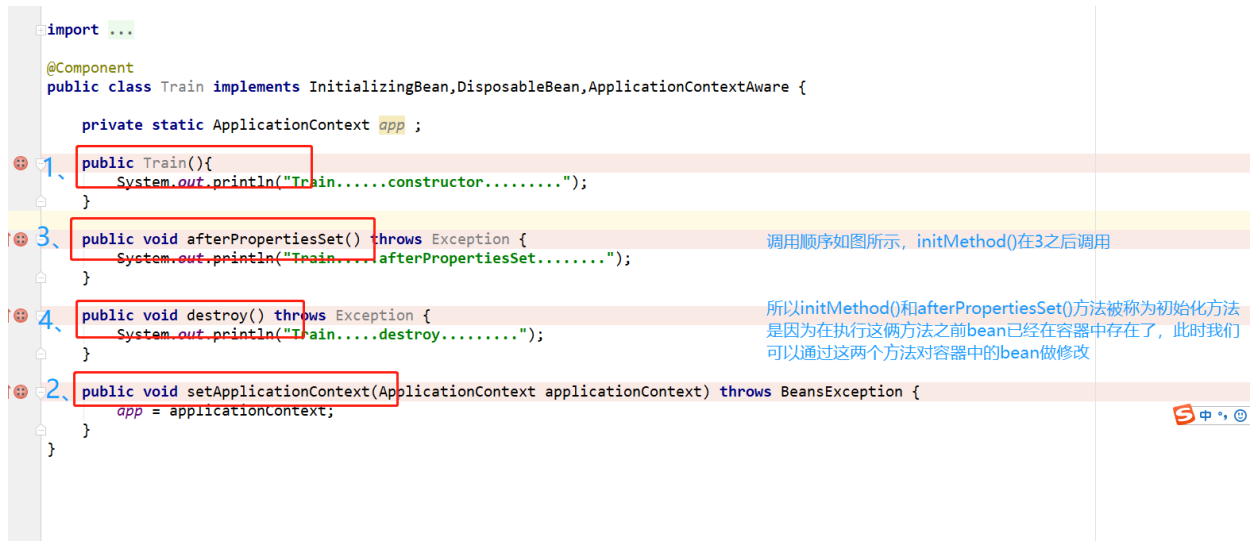 import ...
@Component
public class Train implements InitializingBean,DisposableBean,ApplicationContextAware {
private static ApplicationContext app ;
1、 public Train(){
System.out.println("Train......constructor.........");
}
3、 public void afterPropertiesSet() throws Exception { 调用顺序如图所示，initMethod()在3之后调用
System.out.println("Train.....afterPropertiesSet........");
}
所以initMethod()和afterPropertiesSet()方法被称为初始化方法
4、 public void destroy() throws Exception { 是因为在执行这俩方法之前bean已经在容器中存在了，此时我们
System.out.println("Train.....destroy.........");
} 可以通过这两个方法对容器中的bean做修改
2、 public void setApplicationContext(ApplicationContext applicationContext) throws BeansException {
app = applicationContext;
S 中 °,
}
}